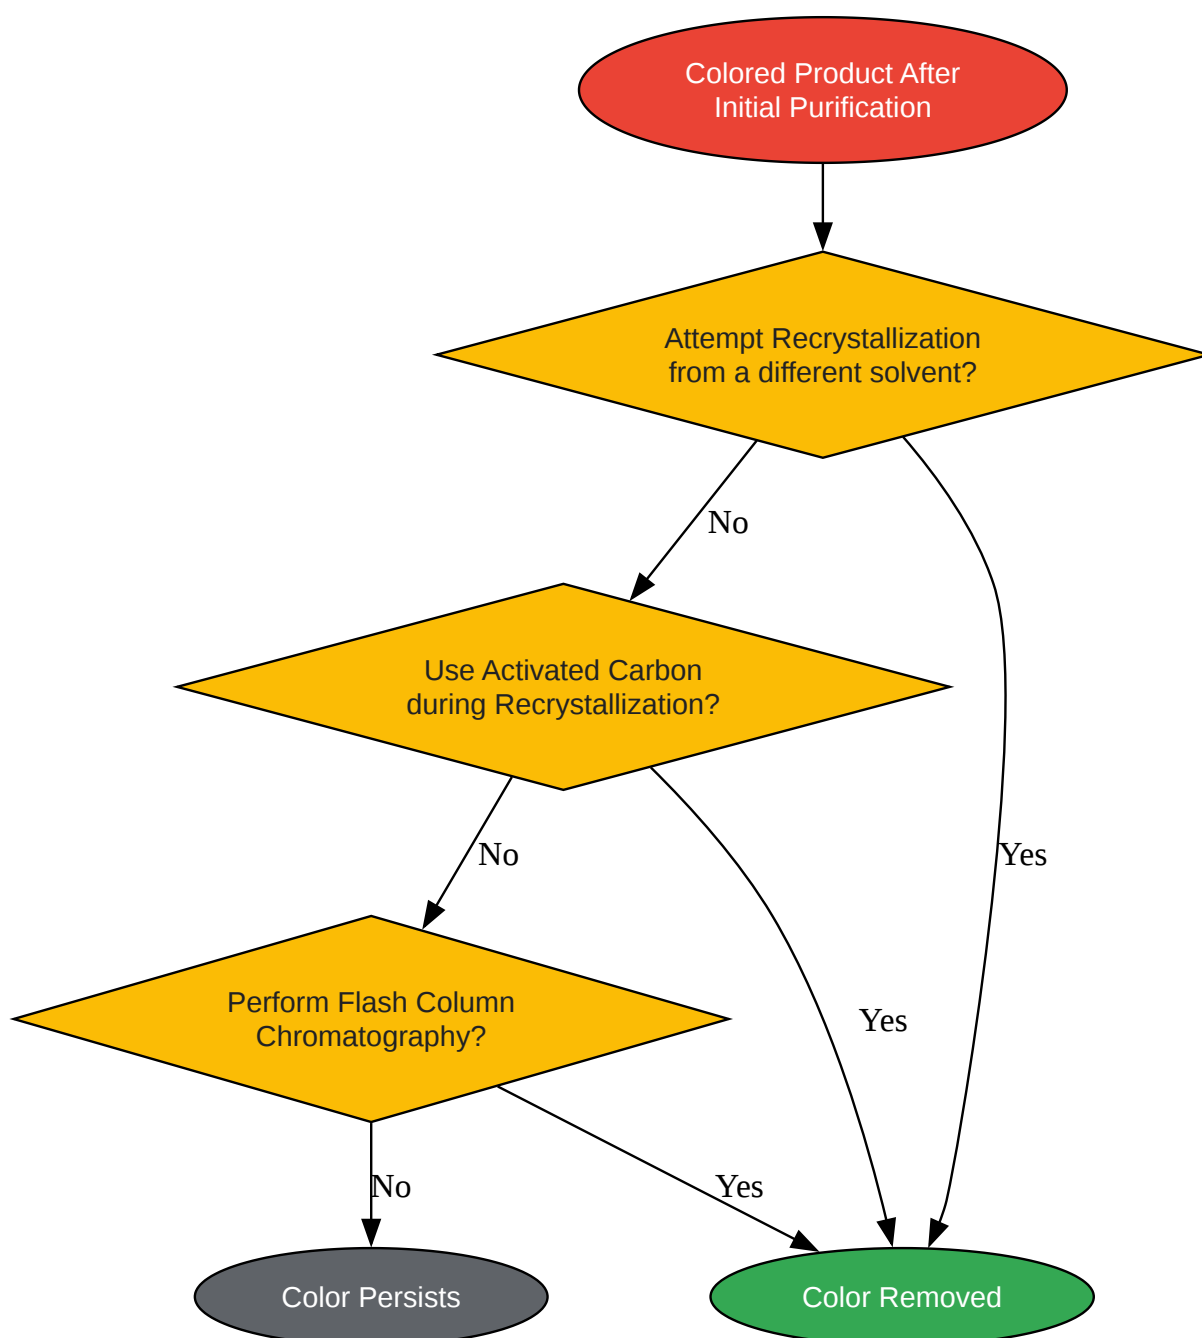 Colored Product After
Initial Purification
Attempt Recrystallization
from a different solvent?
No
Use Activated Carbon
during Recrystallization?
No
Yes
Perform Flash Column
Chromatography?
Yes
No
Yes
Color Persists
Color Removed